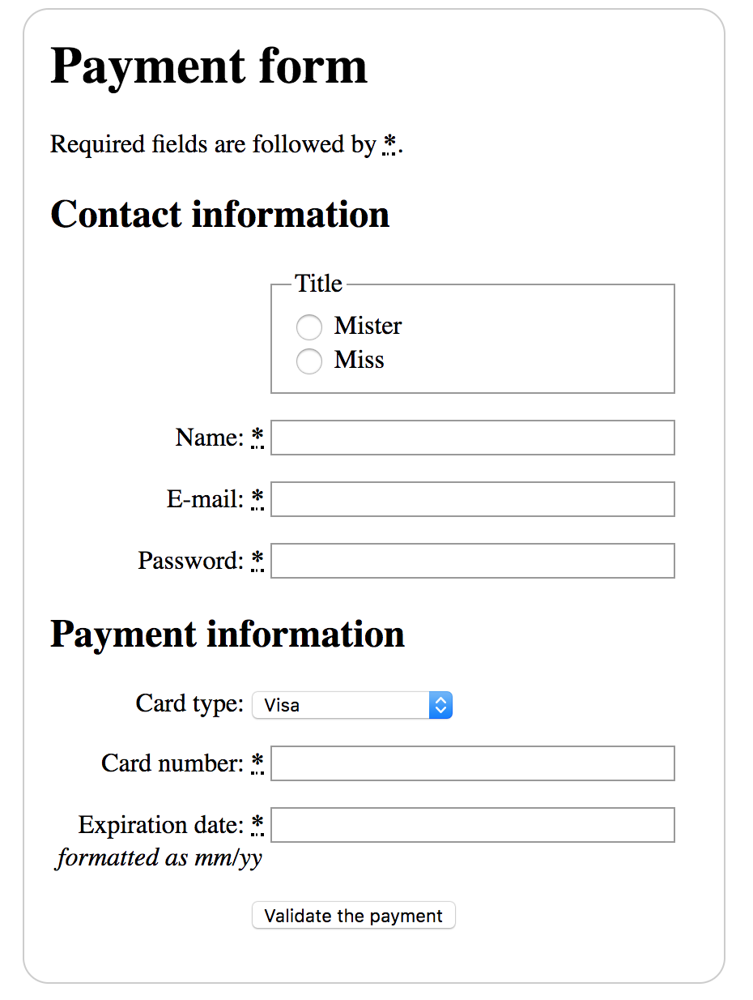 Payment form
Required fields are followed by *.
Contact information
Title
Mister
Miss
Name: *
E-mail: *
Password: *
Payment information
Card type: Visa
Card number: *
Expiration date: *
formatted as mm/yy
Validate the payment